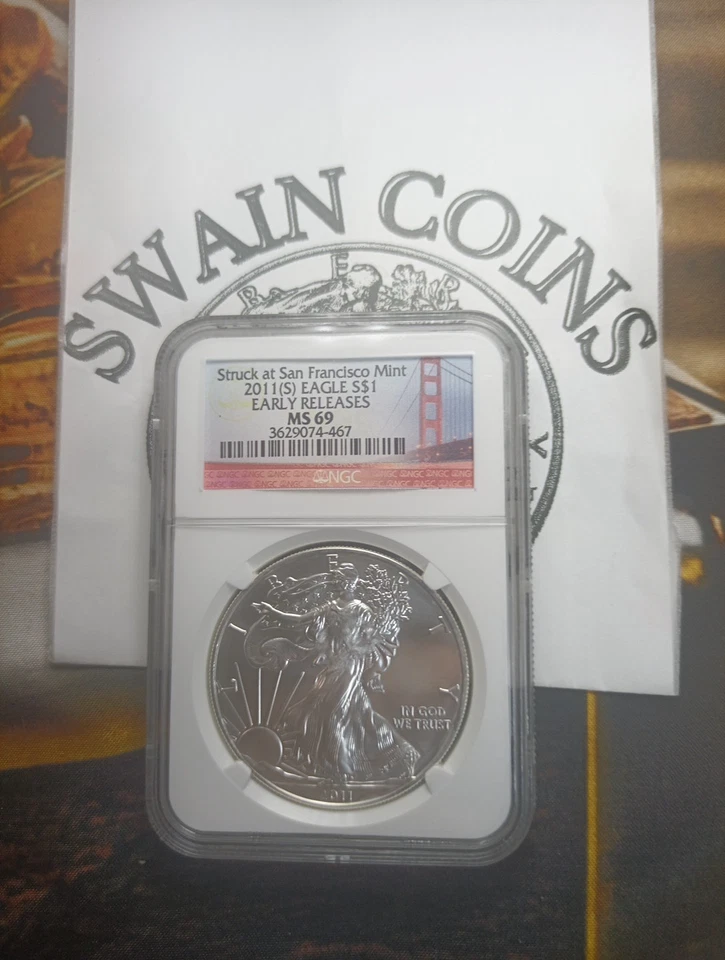 SWAIN COINS
Struck at San Francisco Mint
2011(S) EAGLE S$1
EARLY RELEASES
MS 69
3629074-467
NGC
LIBERTY
IN GOD
WE TRUST
2011